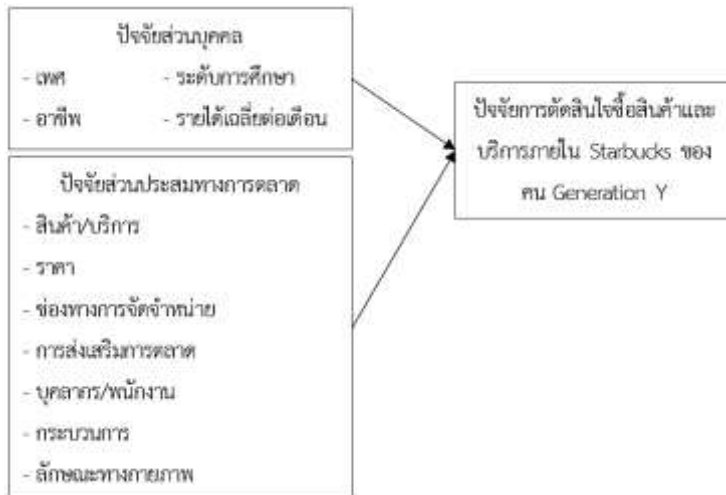 ปัจจัยส่วนบุคคล
- เพศ - ระดับการศึกษา
- อาชีพ - รายได้เฉลี่ยต่อเดือน
ปัจจัยส่วนประสมทางการตลาด
- สินค้า/บริการ
- ราคา
- ช่องทางการจัดจำหน่าย
- การส่งเสริมการตลาด
- บุคลากร/พนักงาน
- กระบวนการ
- ลักษณะทางกายภาพ
ปัจจัยการตัดสินใจซื้อสินค้าและ
บริการภายใน Starbucks ของ
คน Generation Y